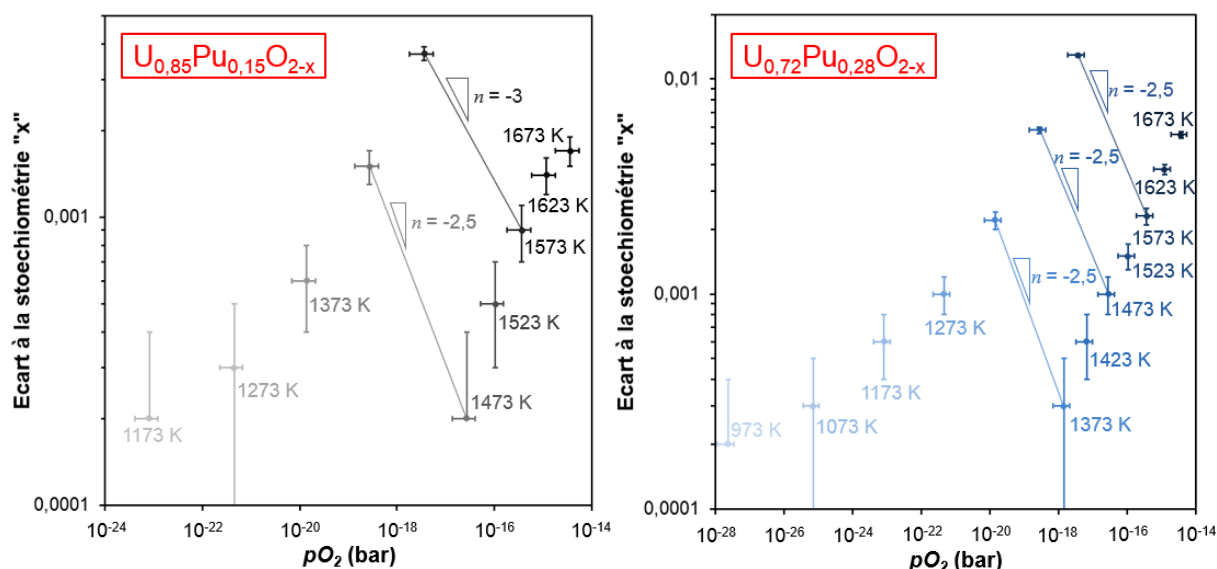 U0,85Pu0,15O2-x
Ecart à la stoechiométrie "x"
0,001
0,0001
n = -3
n = -2,5
1673 K
1623 K
1573 K
1523 K
1473 K
1373 K
1273 K
1173 K
10-24
10-22
10-20
10-18
10-16
10-14
pO2 (bar)
U0,72Pu0,28O2-x
Ecart à la stoechiométrie "x"
0,01
0,001
0,0001
n = -2,5
n = -2,5
n = -2,5
1673 K
1623 K
1573 K
1523 K
1473 K
1423 K
1373 K
1273 K
1173 K
1073 K
973 K
10-28
10-26
10-24
10-22
10-20
10-18
10-16
10-14
pO2 (bar)